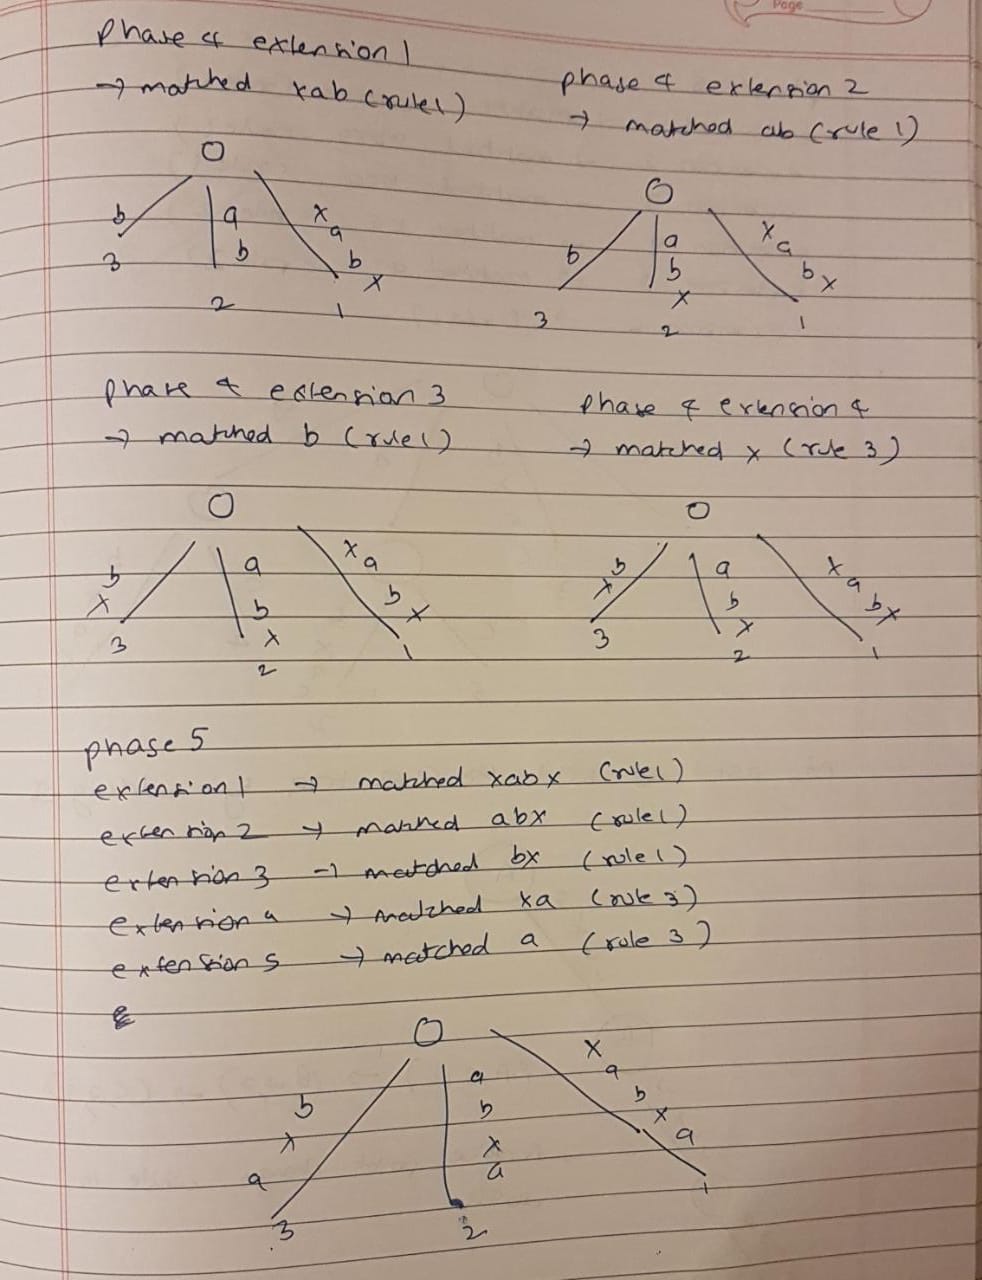 Page
phase 4 extension 1
→ matched xab (rule 1)
O
b
3
a
b
2
x
a
b
x
1
phase 4 extension 2
→ matched ab (rule 1)
O
b
3
a
b
x
2
x
a
b
x
1
phase 4 extension 3
→ matched b (rule 1)
O
b
x
3
a
b
x
2
x
a
b
x
1
phase 4 extension 4
→ matched x (rule 3)
O
b
x
3
a
b
x
2
x
a
b
x
1
phase 5
extension 1 → matched xabx (rule 1)
extension 2 → matched abx (rule 1)
extension 3 → matched bx (rule 1)
extension 4 → matched xa (rule 3)
extension 5 → matched a (rule 3)
O
b
x
a
3
a
b
x
a
2
x
a
b
x
a
1